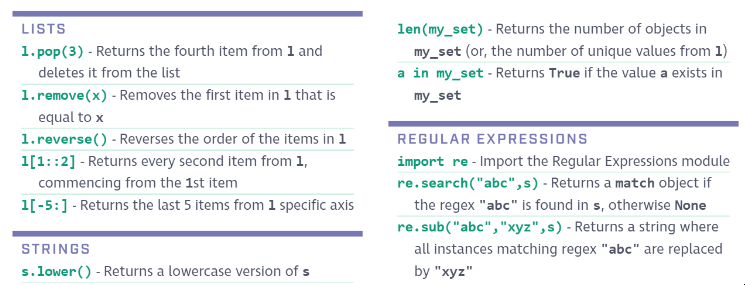 LISTS
l.pop(3) - Returns the fourth item from l and
deletes it from the list
l.remove(x) - Removes the first item in l that is
equal to x
l.reverse() - Reverses the order of the items in l
l[1::2] - Returns every second item from l,
commencing from the 1st item
l[-5:] - Returns the last 5 items from l specific axis
STRINGS
s.lower() - Returns a lowercase version of s
len(my_set) - Returns the number of objects in
my_set (or, the number of unique values from l)
a in my_set - Returns True if the value a exists in
my_set
REGULAR EXPRESSIONS
import re - Import the Regular Expressions module
re.search("abc",s) - Returns a match object if
the regex "abc" is found in s, otherwise None
re.sub("abc","xyz",s) - Returns a string where
all instances matching regex "abc" are replaced
by "xyz"